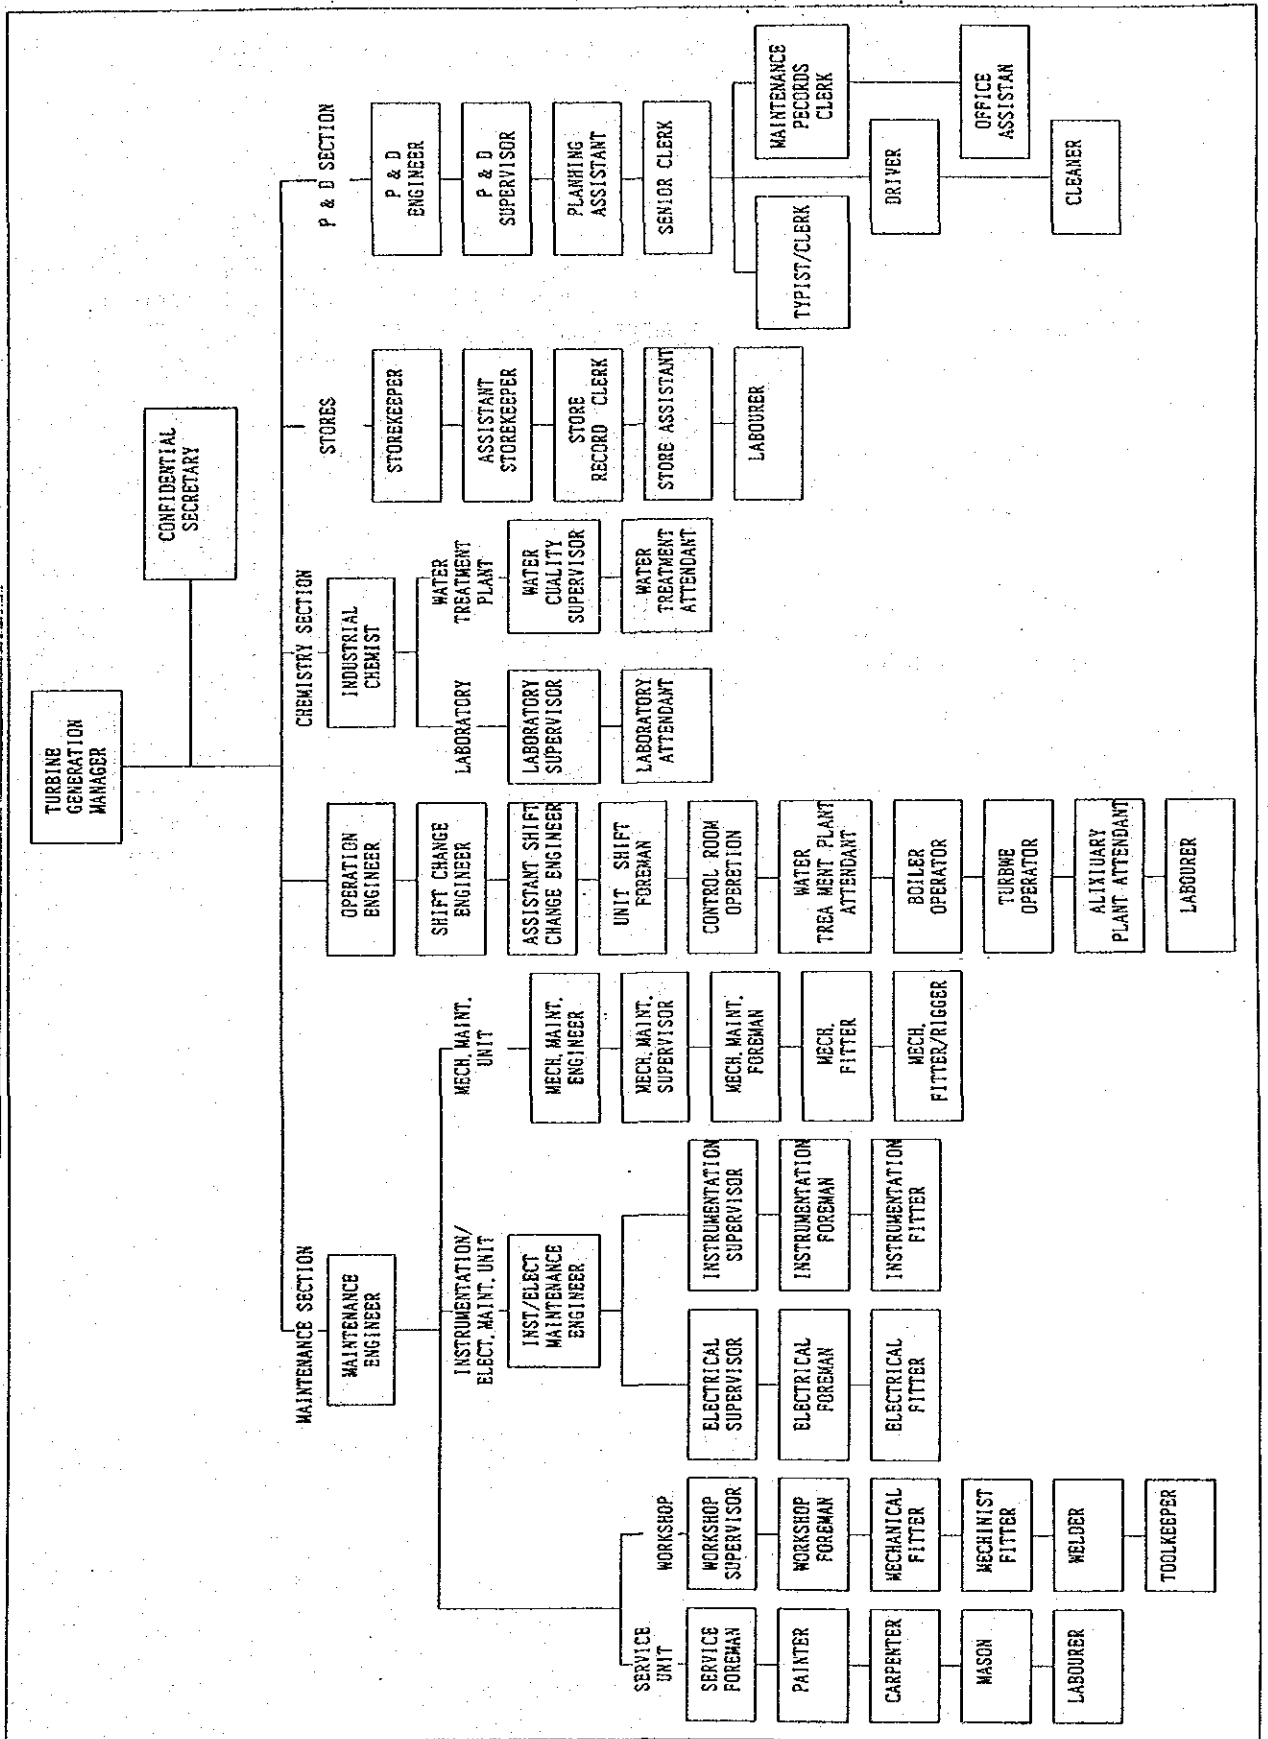 TURBINE
GENERATION
MANAGER
CONFIDENTIAL
SECRETARY
MAINTENANCE SECTION
MAINTENANCE
ENGINEER
SERVICE
UNIT
SERVICE
FOREMAN
PAINTER
CARPENTER
MASON
LABOURER
WORKSHOP
WORKSHOP
SUPERVISOR
WORKSHOP
FOREMAN
MECHANICAL
FITTER
MECHINIST
FITTER
WELDER
TOOLKEEPER
INSTRUMENTATION/
ELECT. MAINT. UNIT
INST/ELECT
MAINTENANCE
ENGINEER
ELECTRICAL
SUPERVISOR
ELECTRICAL
FOREMAN
ELECTRICAL
FITTER
INSTRUMENTATION
SUPERVISOR
INSTRUMENTATION
FOREMAN
INSTRUMENTATION
FITTER
MECH. MAINT.
UNIT
MECH. MAINT.
ENGINEER
MECH. MAINT.
SUPERVISOR
MECH. MAINT.
FOREMAN
MECH.
FITTER
MECH.
FITTER/RIGGER
OPERATION
ENGINEER
SHIFT CHANGE
ENGINEER
ASSISTANT SHIFT
CHANGE ENGINEER
UNIT SHIFT
FOREMAN
CONTROL ROOM
OPERETION
WATER
TREA MENT PLANT
ATTENDANT
BOILER
OPERATOR
TURBWE
OPERATOR
ALIXIUARY
PLANT ATTENDANT
LABOURER
CHEMISTRY SECTION
INDUSTRIAL
CHEMIST
LABORATORY
LABORATORY
SUPERVISOR
LABORATORY
ATTENDANT
WATER
TREATMENT
PLANT
WATER
CUALITY
SUPERVISOR
WATER
TREATMENT
ATTENDANT
STORES
STOREKEEPER
ASSISTANT
STOREKEEPER
STORE
RECORD CLERK
STORE ASSISTANT
LABOURER
P & D SECTION
P & D
ENGINEER
P & D
SUPERVISOR
PLANHING
ASSISTANT
SENIOR CLERK
TYPIST/CLERK
DRIVER
CLEANER
MAINTENANCE
PECORDS
CLERK
OFFICE
ASSISTAN